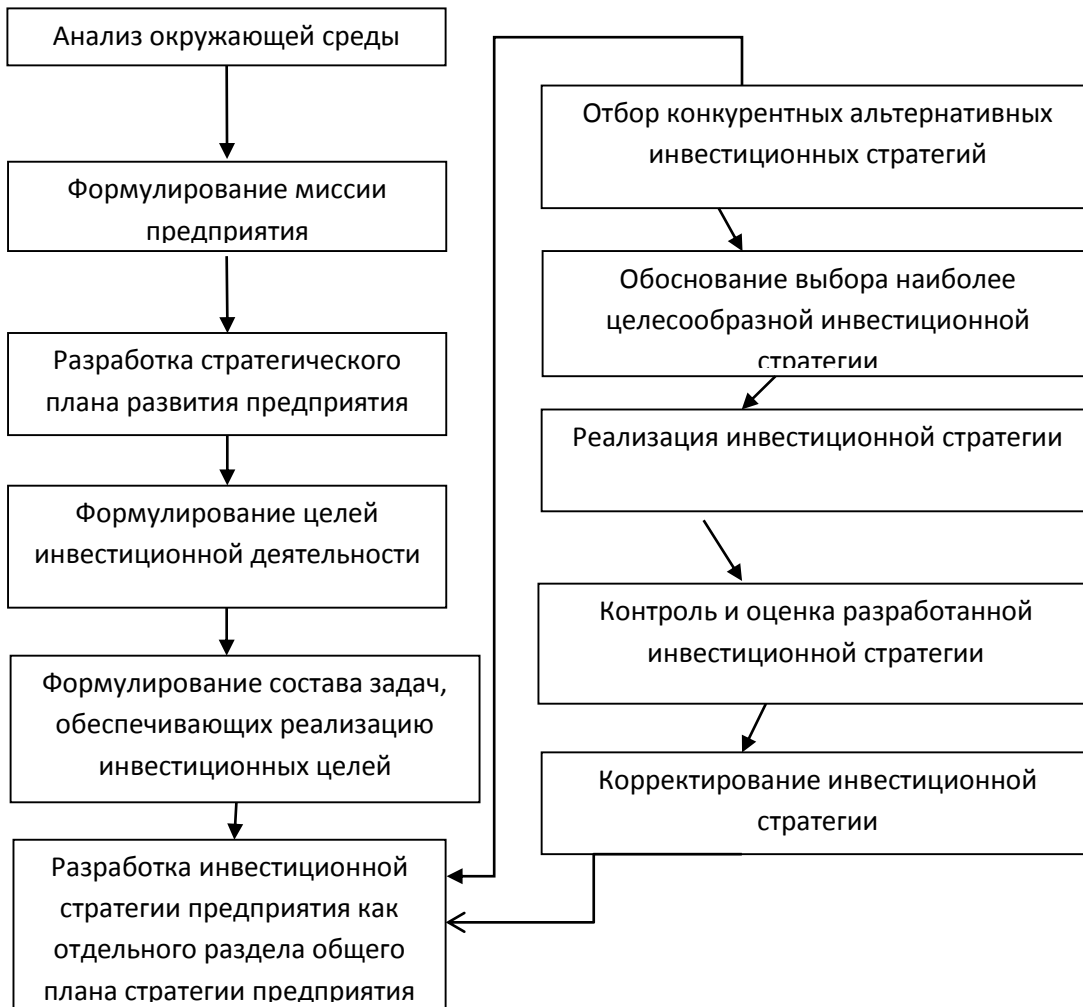 Анализ окружающей среды
Формулирование миссии
предприятия
Разработка стратегического
плана развития предприятия
Формулирование целей
инвестиционной деятельности
Формулирование состава задач,
обеспечивающих реализацию
инвестиционных целей
Разработка инвестиционной
стратегии предприятия как
отдельного раздела общего
плана стратегии предприятия
Отбор конкурентных альтернативных
инвестиционных стратегий
Обоснование выбора наиболее
целесообразной инвестиционной
стратегии
Реализация инвестиционной стратегии
Контроль и оценка разработанной
инвестиционной стратегии
Корректирование инвестиционной
стратегии